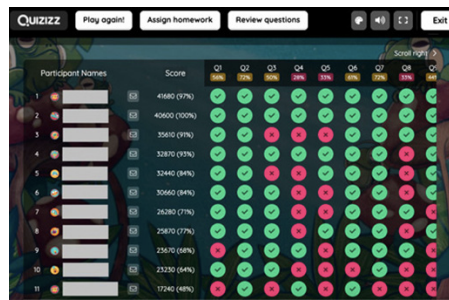 QUIZIZZ Play again! Assign homework Review questions Exit
Scroll right >
Participant Names Score Q1 Q2 Q3 Q4 Q5 Q6 Q7 Q8
56% 72% 50% 28% 33% 61% 72% 33% 44%
1 41680 (97%)
2 40600 (100%)
3 35610 (91%)
4 32870 (93%)
5 32440 (84%)
6 30660 (84%)
7 26280 (71%)
8 25870 (77%)
9 23670 (68%)
10 23230 (64%)
11 17240 (48%)